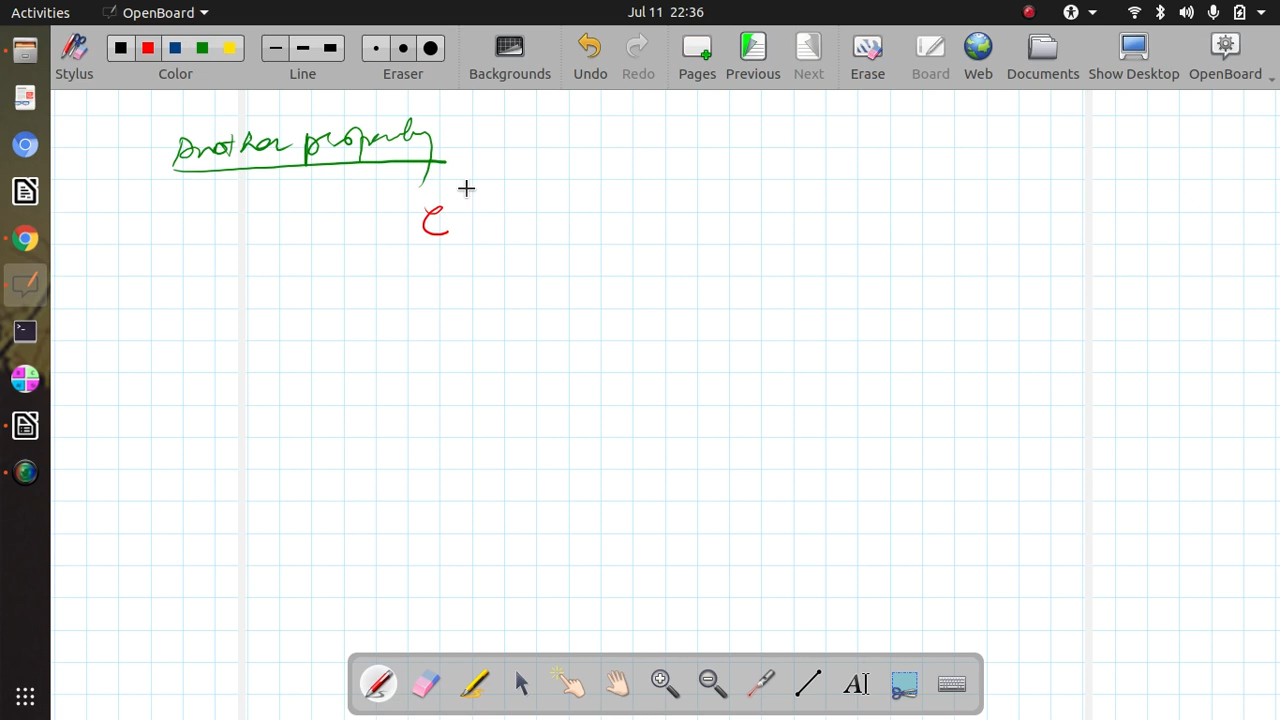 Activities OpenBoard Jul 11 22:36
Stylus Color Line Eraser Backgrounds Undo Redo Pages Previous Next Erase Board Web Documents Show Desktop OpenBoard
Another property
C